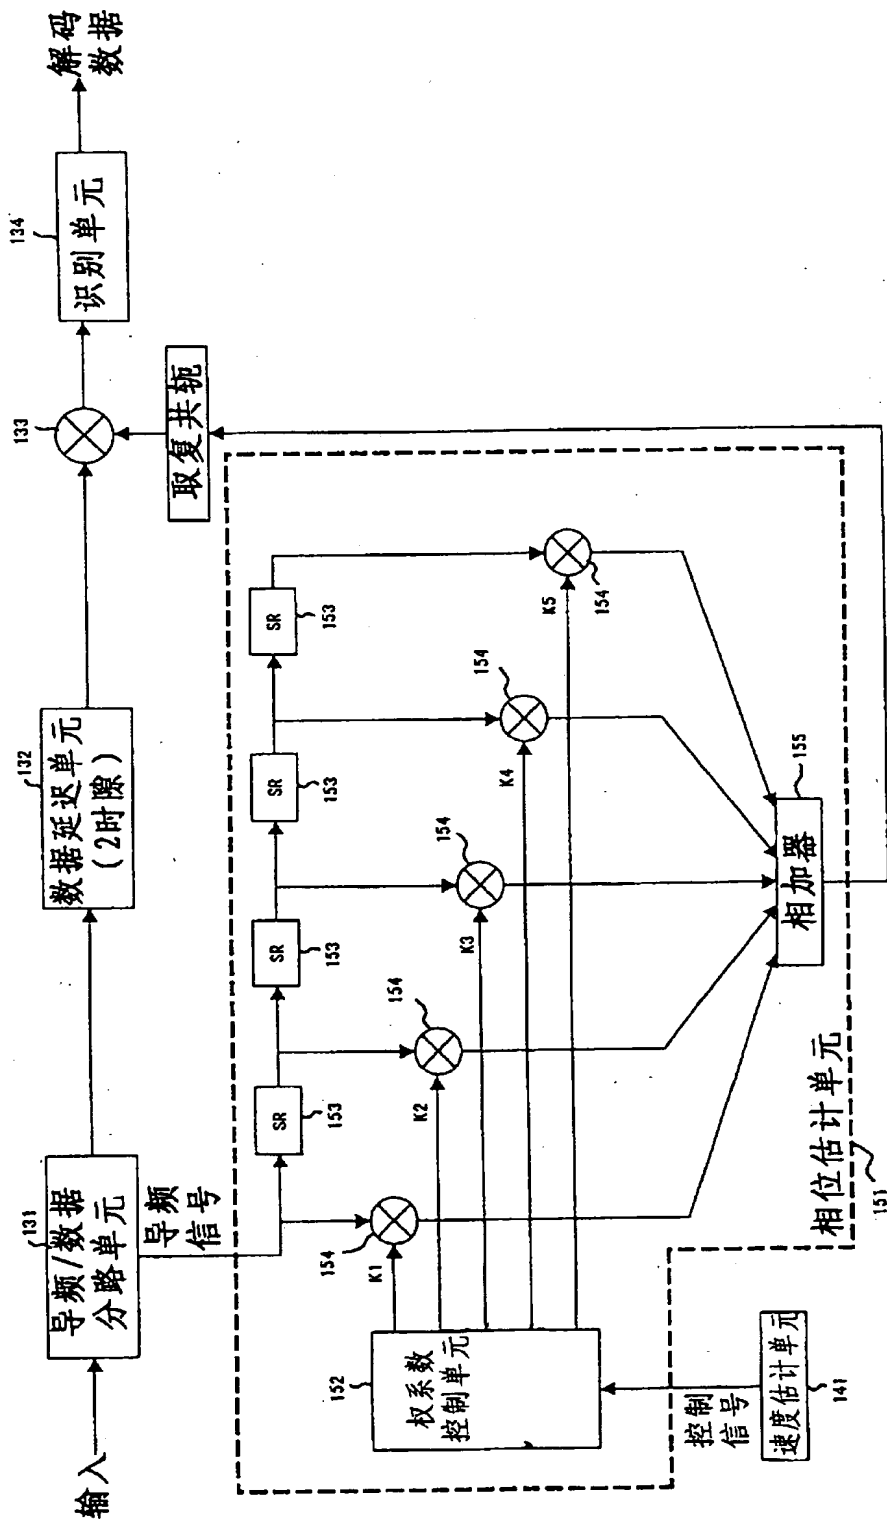 输入
131
导频/数据
分路单元
132
数据延迟单元
(2时隙)
133
134
识别单元
解码
数据
导频
信号
取复共轭
SR
153
SR
153
SR
153
SR
153
154
154
154
154
154
K1
K2
K3
K4
K5
152
权系数
控制单元
155
相加器
相位估计单元
151
控制
信号
速度估计单元
141